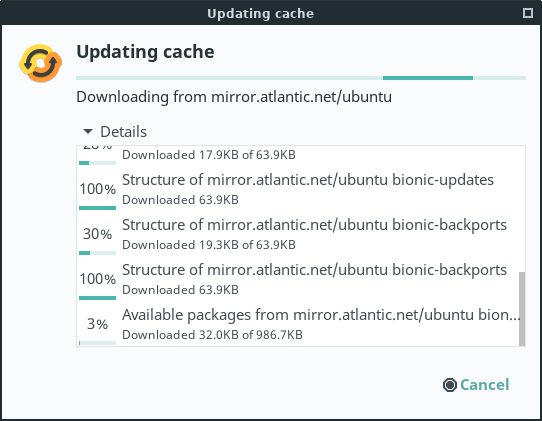 Updating cache
Updating cache
Downloading from mirror.atlantic.net/ubuntu
Details
Downloaded 17.9KB of 63.9KB
100% Structure of mirror.atlantic.net/ubuntu bionic-updates
Downloaded 63.9KB
30% Structure of mirror.atlantic.net/ubuntu bionic-backports
Downloaded 19.3KB of 63.9KB
100% Structure of mirror.atlantic.net/ubuntu bionic-backports
Downloaded 63.9KB
3% Available packages from mirror.atlantic.net/ubuntu bion...
Downloaded 32.0KB of 986.7KB
Cancel